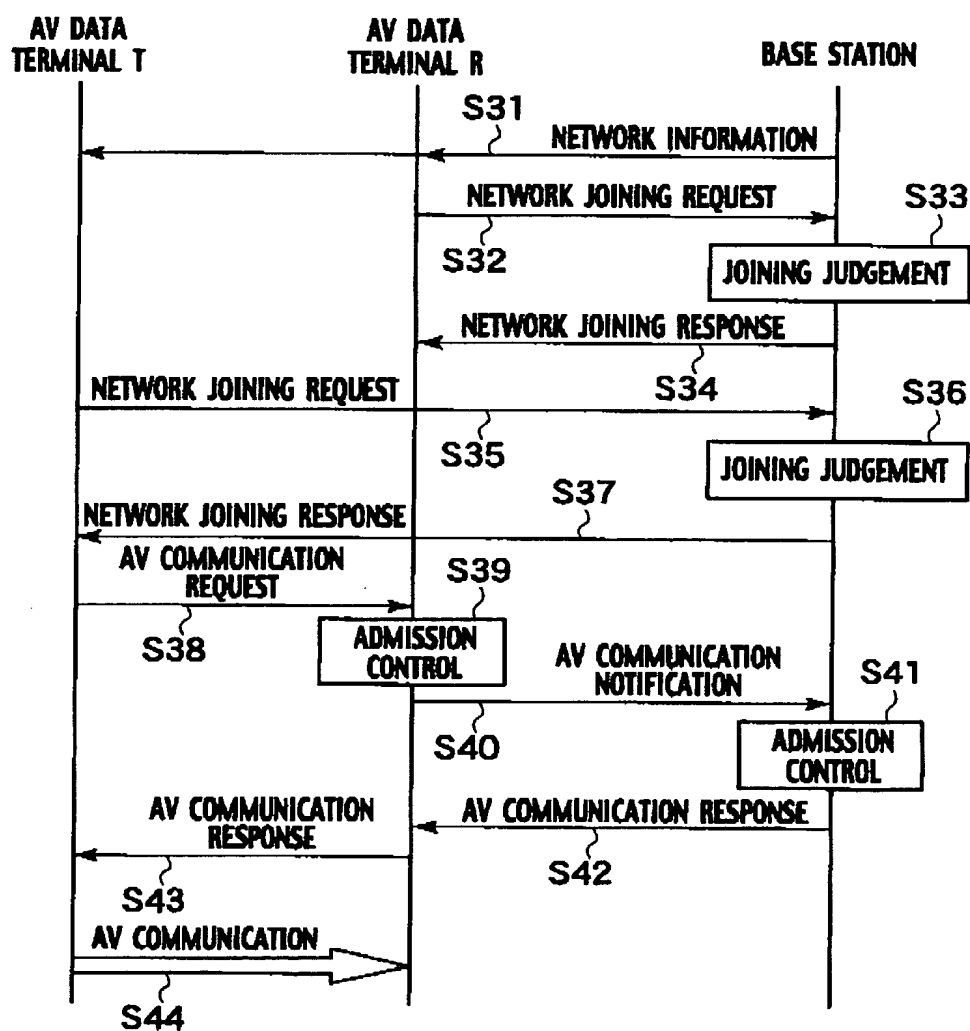 AV DATA
TERMINAL T
AV DATA
TERMINAL R
BASE STATION
S31
NETWORK INFORMATION
NETWORK JOINING REQUEST
S32
S33
JOINING JUDGEMENT
NETWORK JOINING RESPONSE
S34
NETWORK JOINING REQUEST
S35
S36
JOINING JUDGEMENT
S37
NETWORK JOINING RESPONSE
AV COMMUNICATION
REQUEST
S38
S39
ADMISSION
CONTROL
AV COMMUNICATION
NOTIFICATION
S40
S41
ADMISSION
CONTROL
AV COMMUNICATION RESPONSE
S42
AV COMMUNICATION
RESPONSE
S43
AV COMMUNICATION
S44